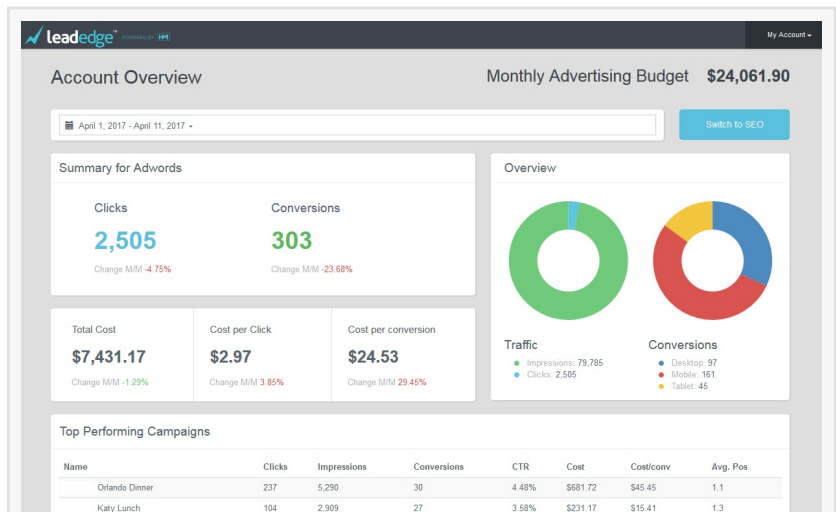 leadedge™ POWERED BY HM
My Account
Account Overview
Monthly Advertising Budget $24,061.90
April 1, 2017 - April 11, 2017
Switch to SEO
Summary for Adwords
Clicks
2,505
Change M/M -4.75%
Conversions
303
Change M/M -23.68%
Total Cost
$7,431.17
Change M/M -1.29%
Cost per Click
$2.97
Change M/M 3.85%
Cost per conversion
$24.53
Change M/M 29.45%
Overview
Traffic
Impressions: 79,785
Clicks: 2,505
Conversions
Desktop: 97
Mobile: 161
Tablet: 45
Top Performing Campaigns
Name Clicks Impressions Conversions CTR Cost Cost/conv Avg. Pos
Orlando Dinner 237 5,290 30 4.48% $681.72 $45.45 1.1
Katy Lunch 104 2,909 27 3.58% $231.17 $15.41 1.3